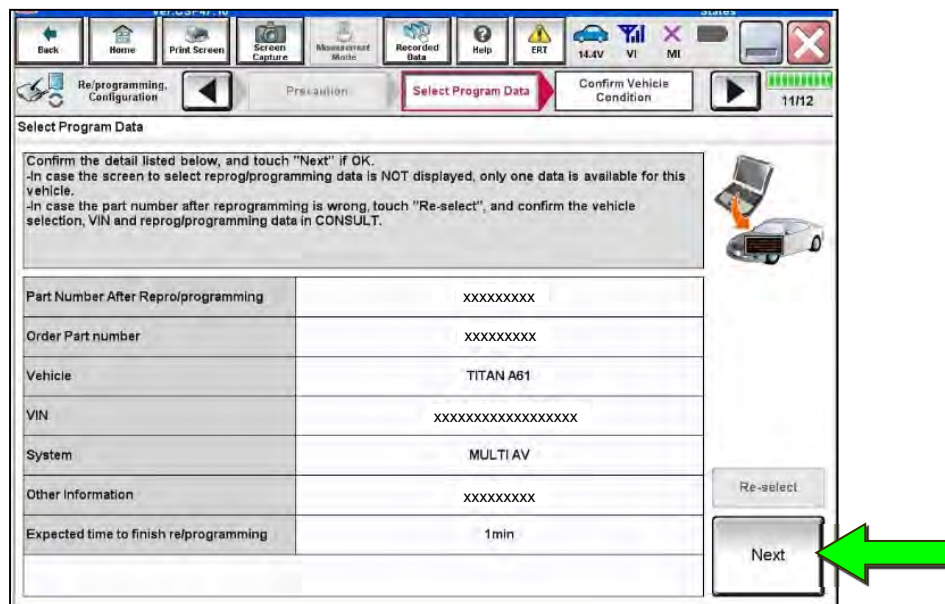 Ver.CSP47.10
States
Back
Home
Print Screen
Screen Capture
Measurement Mode
Recorded Data
Help
ERT
14.4V
VI
MI
Re/programming, Configuration
Precaution
Select Program Data
Confirm Vehicle Condition
11/12
Select Program Data
Confirm the detail listed below, and touch "Next" if OK.
-In case the screen to select reprog/programming data is NOT displayed, only one data is available for this
vehicle.
-In case the part number after reprogramming is wrong, touch "Re-select", and confirm the vehicle
selection, VIN and reprog/programming data in CONSULT.
Part Number After Repro/programming XXXXXXXXX
Order Part number XXXXXXXXX
Vehicle TITAN A61
VIN XXXXXXXXXXXXXXXXXX
System MULTI AV
Other Information XXXXXXXXX
Expected time to finish re/programming 1min
Re-select
Next